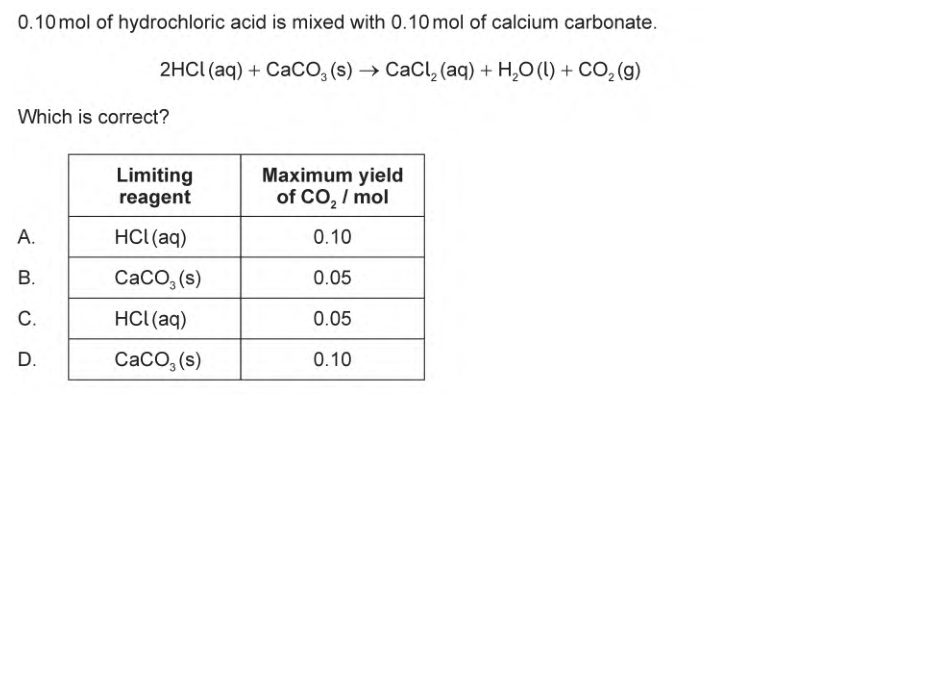 0.10 mol of hydrochloric acid is mixed with 0.10 mol of calcium carbonate.
2HCl (aq) + CaCO₃ (s) → CaCl₂ (aq) + H₂O (l) + CO₂ (g)
Which is correct?
Limiting reagent | Maximum yield of CO₂ / mol
A. HCl (aq) 0.10
B. CaCO₃ (s) 0.05
C. HCl (aq) 0.05
D. CaCO₃ (s) 0.10